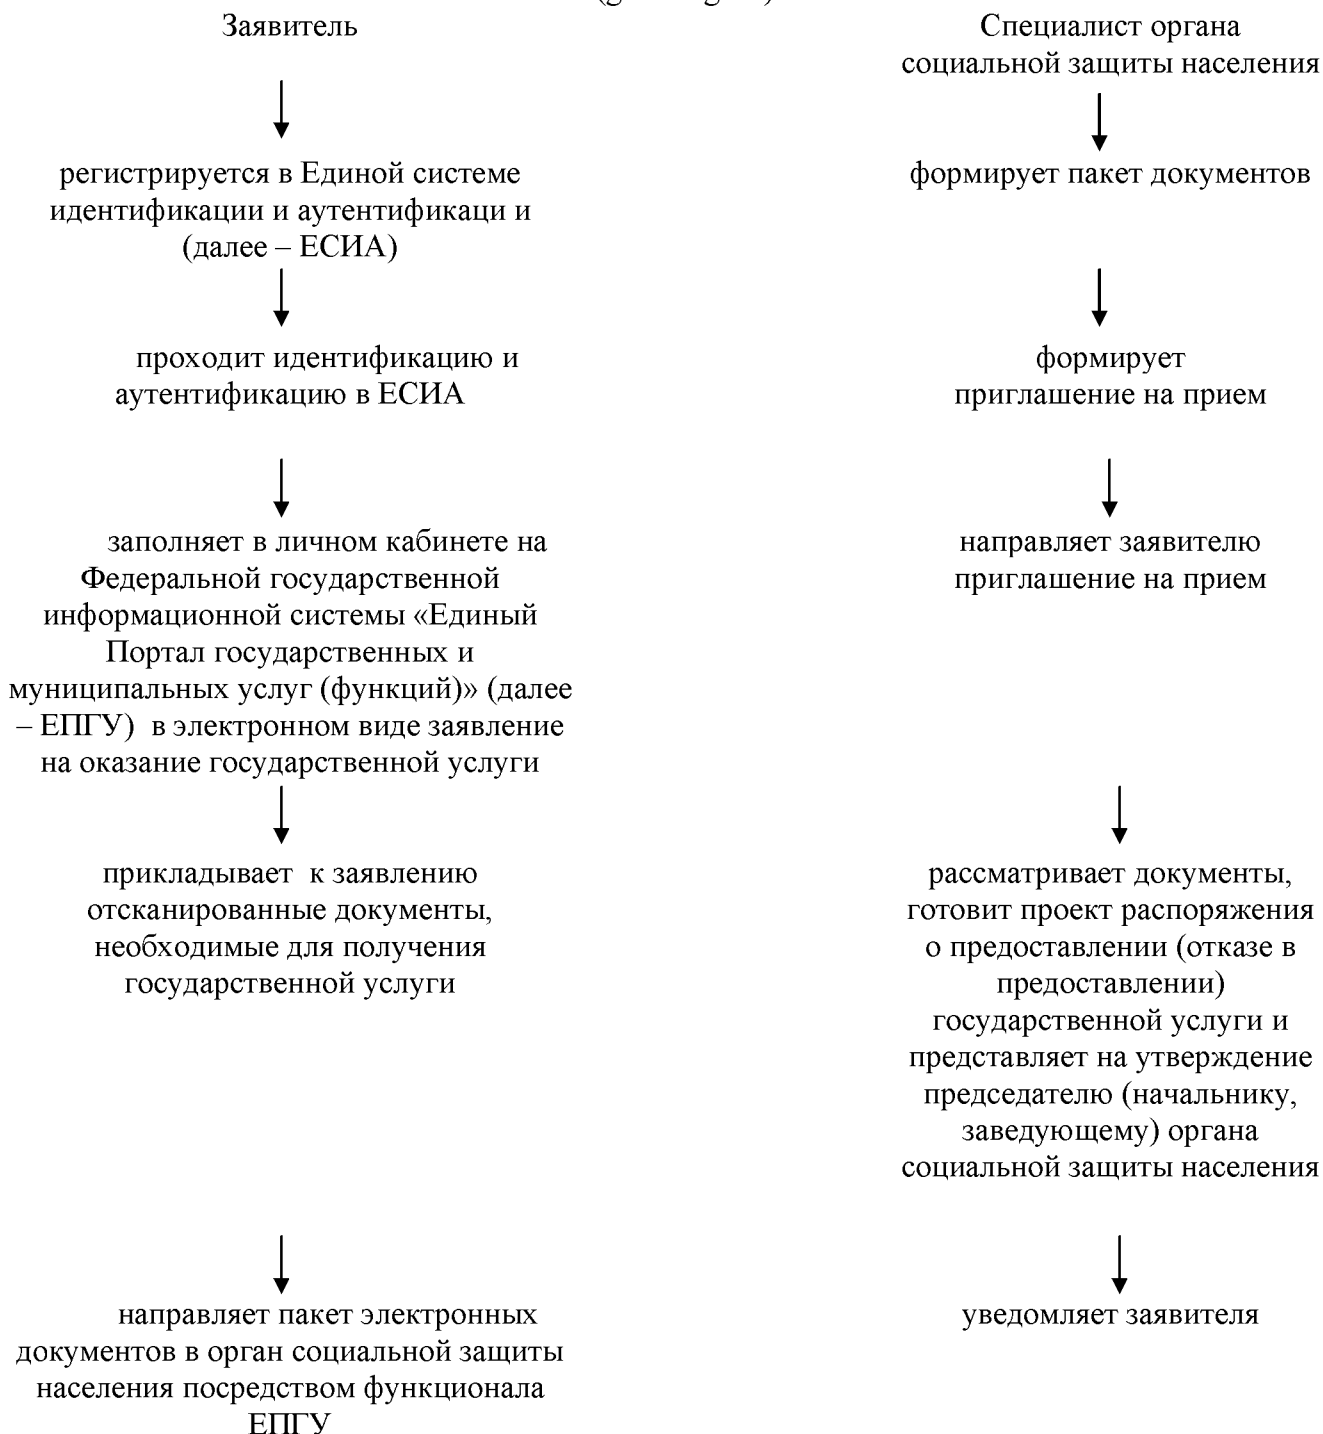 Заявитель
регистрируется в Единой системе
идентификации и аутентификаци и
(далее – ЕСИА)
проходит идентификацию и
аутентификацию в ЕСИА
заполняет в личном кабинете на
Федеральной государственной
информационной системы «Единый
Портал государственных и
муниципальных услуг (функций)» (далее
– ЕПГУ) в электронном виде заявление
на оказание государственной услуги
прикладывает к заявлению
отсканированные документы,
необходимые для получения
государственной услуги
направляет пакет электронных
документов в орган социальной защиты
населения посредством функционала
ЕПГУ
Специалист органа
социальной защиты населения
формирует пакет документов
формирует
приглашение на прием
направляет заявителю
приглашение на прием
рассматривает документы,
готовит проект распоряжения
о предоставлении (отказе в
предоставлении)
государственной услуги и
представляет на утверждение
председателю (начальнику,
заведующему) органа
социальной защиты населения
уведомляет заявителя